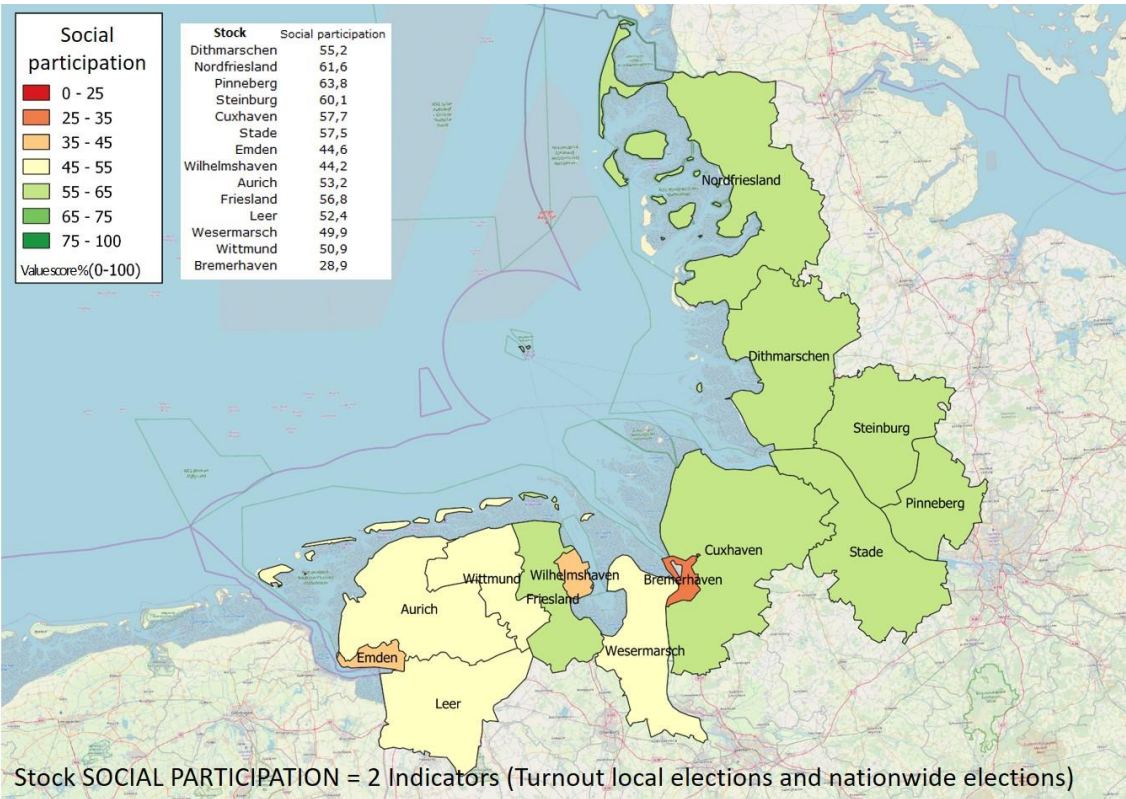 Social
participation
0 - 25
25 - 35
35 - 45
45 - 55
55 - 65
65 - 75
75 - 100
Value score % (0-100)
Stock Social participation
Dithmarschen 55,2
Nordfriesland 61,6
Pinneberg 63,8
Steinburg 60,1
Cuxhaven 57,7
Stade 57,5
Emden 44,6
Wilhelmshaven 44,2
Aurich 53,2
Friesland 56,8
Leer 52,4
Wesermarsch 49,9
Wittmund 50,9
Bremerhaven 28,9
Nordfriesland
Dithmarschen
Steinburg
Pinneberg
Cuxhaven
Stade
Wittmund
Wilhelmshaven
Bremerhaven
Friesland
Aurich
Wesermarsch
Emden
Leer
Stock SOCIAL PARTICIPATION = 2 Indicators (Turnout local elections and nationwide elections)